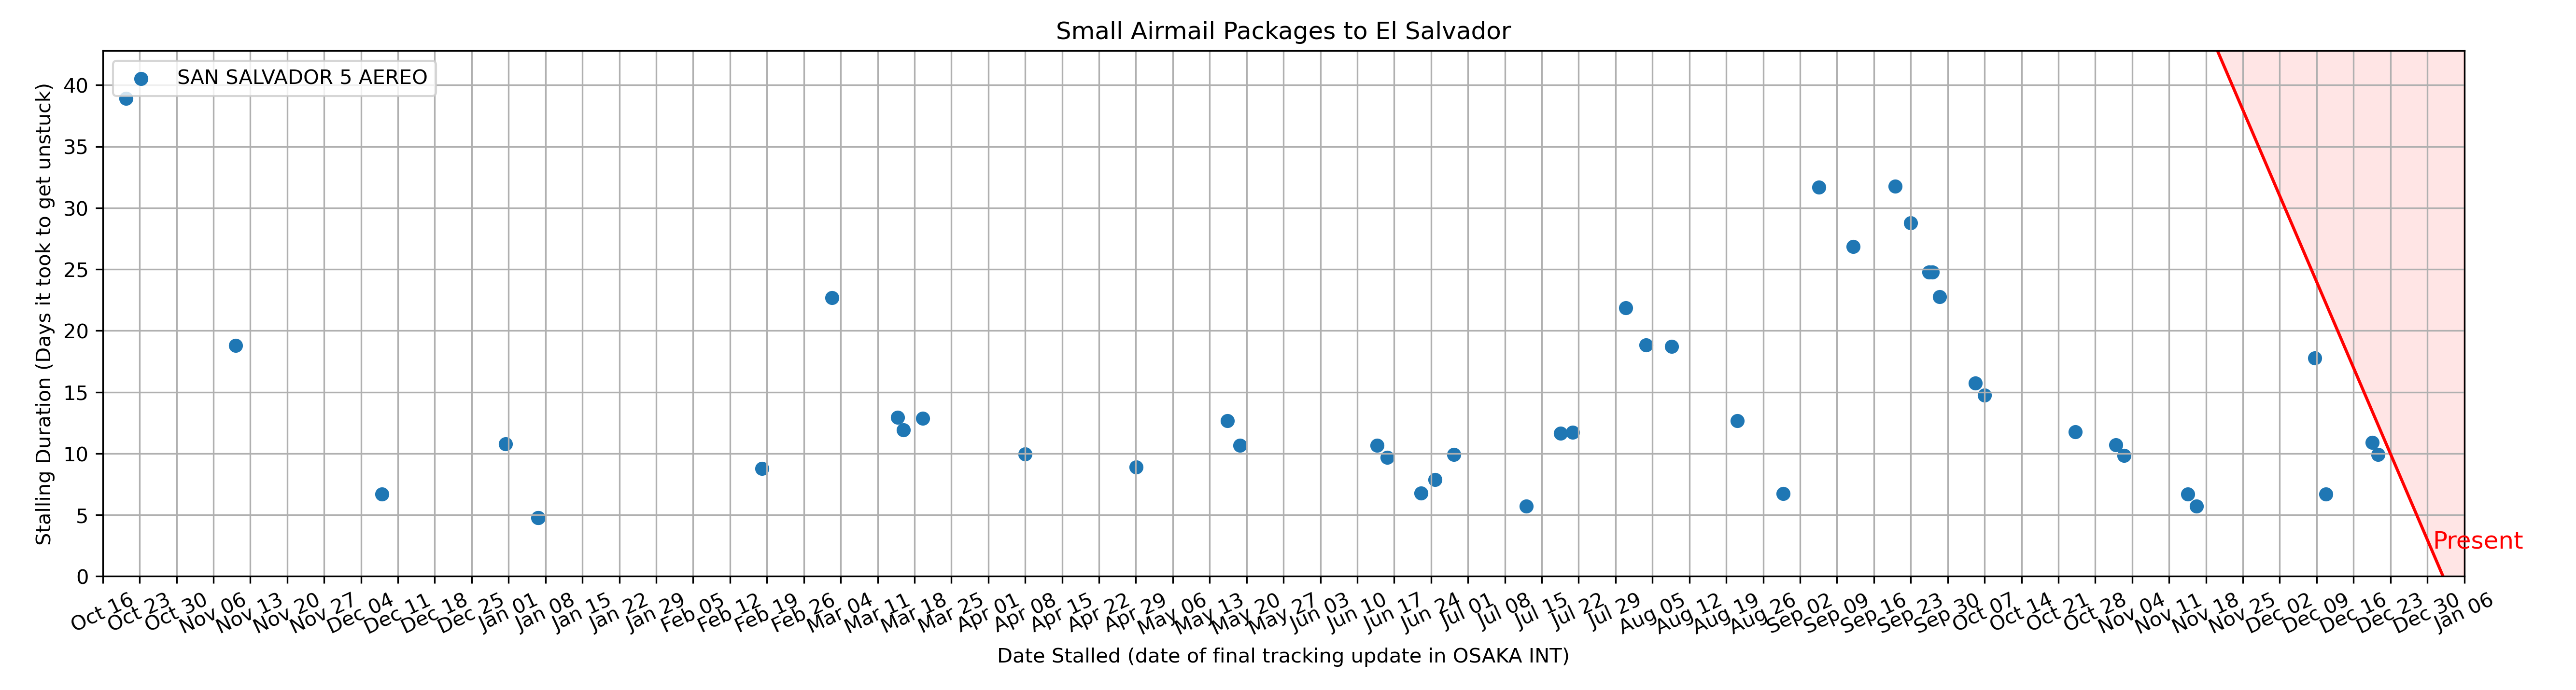 Small Airmail Packages to El Salvador
SAN SALVADOR 5 AEREO
Stalling Duration (Days it took to get unstuck)
40
35
30
25
20
15
10
5
0
Present
Oct 16
Oct 23
Oct 30
Nov 06
Nov 13
Nov 20
Nov 27
Dec 04
Dec 11
Dec 18
Dec 25
Jan 01
Jan 08
Jan 15
Jan 22
Jan 29
Feb 05
Feb 12
Feb 19
Feb 26
Mar 04
Mar 11
Mar 18
Mar 25
Apr 01
Apr 08
Apr 15
Apr 22
Apr 29
May 06
May 13
May 20
May 27
Jun 03
Jun 10
Jun 17
Jun 24
Jul 01
Jul 08
Jul 15
Jul 22
Jul 29
Aug 05
Aug 12
Aug 19
Aug 26
Sep 02
Sep 09
Sep 16
Sep 23
Sep 30
Oct 07
Oct 14
Oct 21
Oct 28
Nov 04
Nov 11
Nov 18
Nov 25
Dec 02
Dec 09
Dec 16
Dec 23
Dec 30
Jan 06
Date Stalled (date of final tracking update in OSAKA INT)